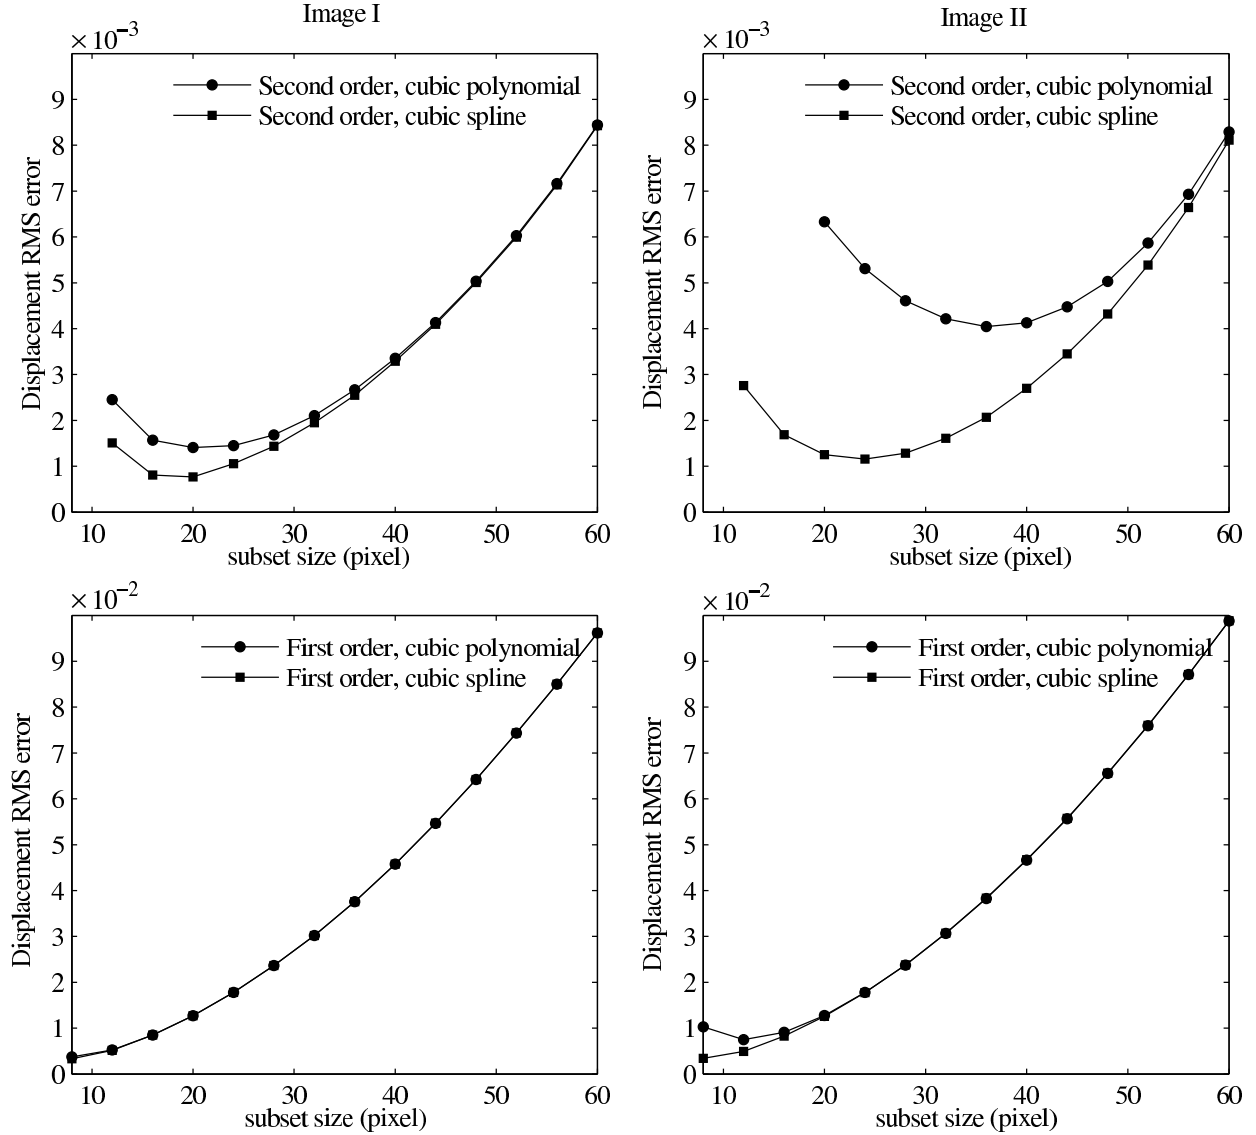 Image I
×10−3
Second order, cubic polynomial
Second order, cubic spline
9
8
7
6
5
4
3
2
1
0
10 20 30 40 50 60
subset size (pixel)
Displacement RMS error
Image II
×10−3
Second order, cubic polynomial
Second order, cubic spline
9
8
7
6
5
4
3
2
1
0
10 20 30 40 50 60
subset size (pixel)
Displacement RMS error
×10−2
First order, cubic polynomial
First order, cubic spline
9
8
7
6
5
4
3
2
1
0
10 20 30 40 50 60
subset size (pixel)
Displacement RMS error
×10−2
First order, cubic polynomial
First order, cubic spline
9
8
7
6
5
4
3
2
1
0
10 20 30 40 50 60
subset size (pixel)
Displacement RMS error